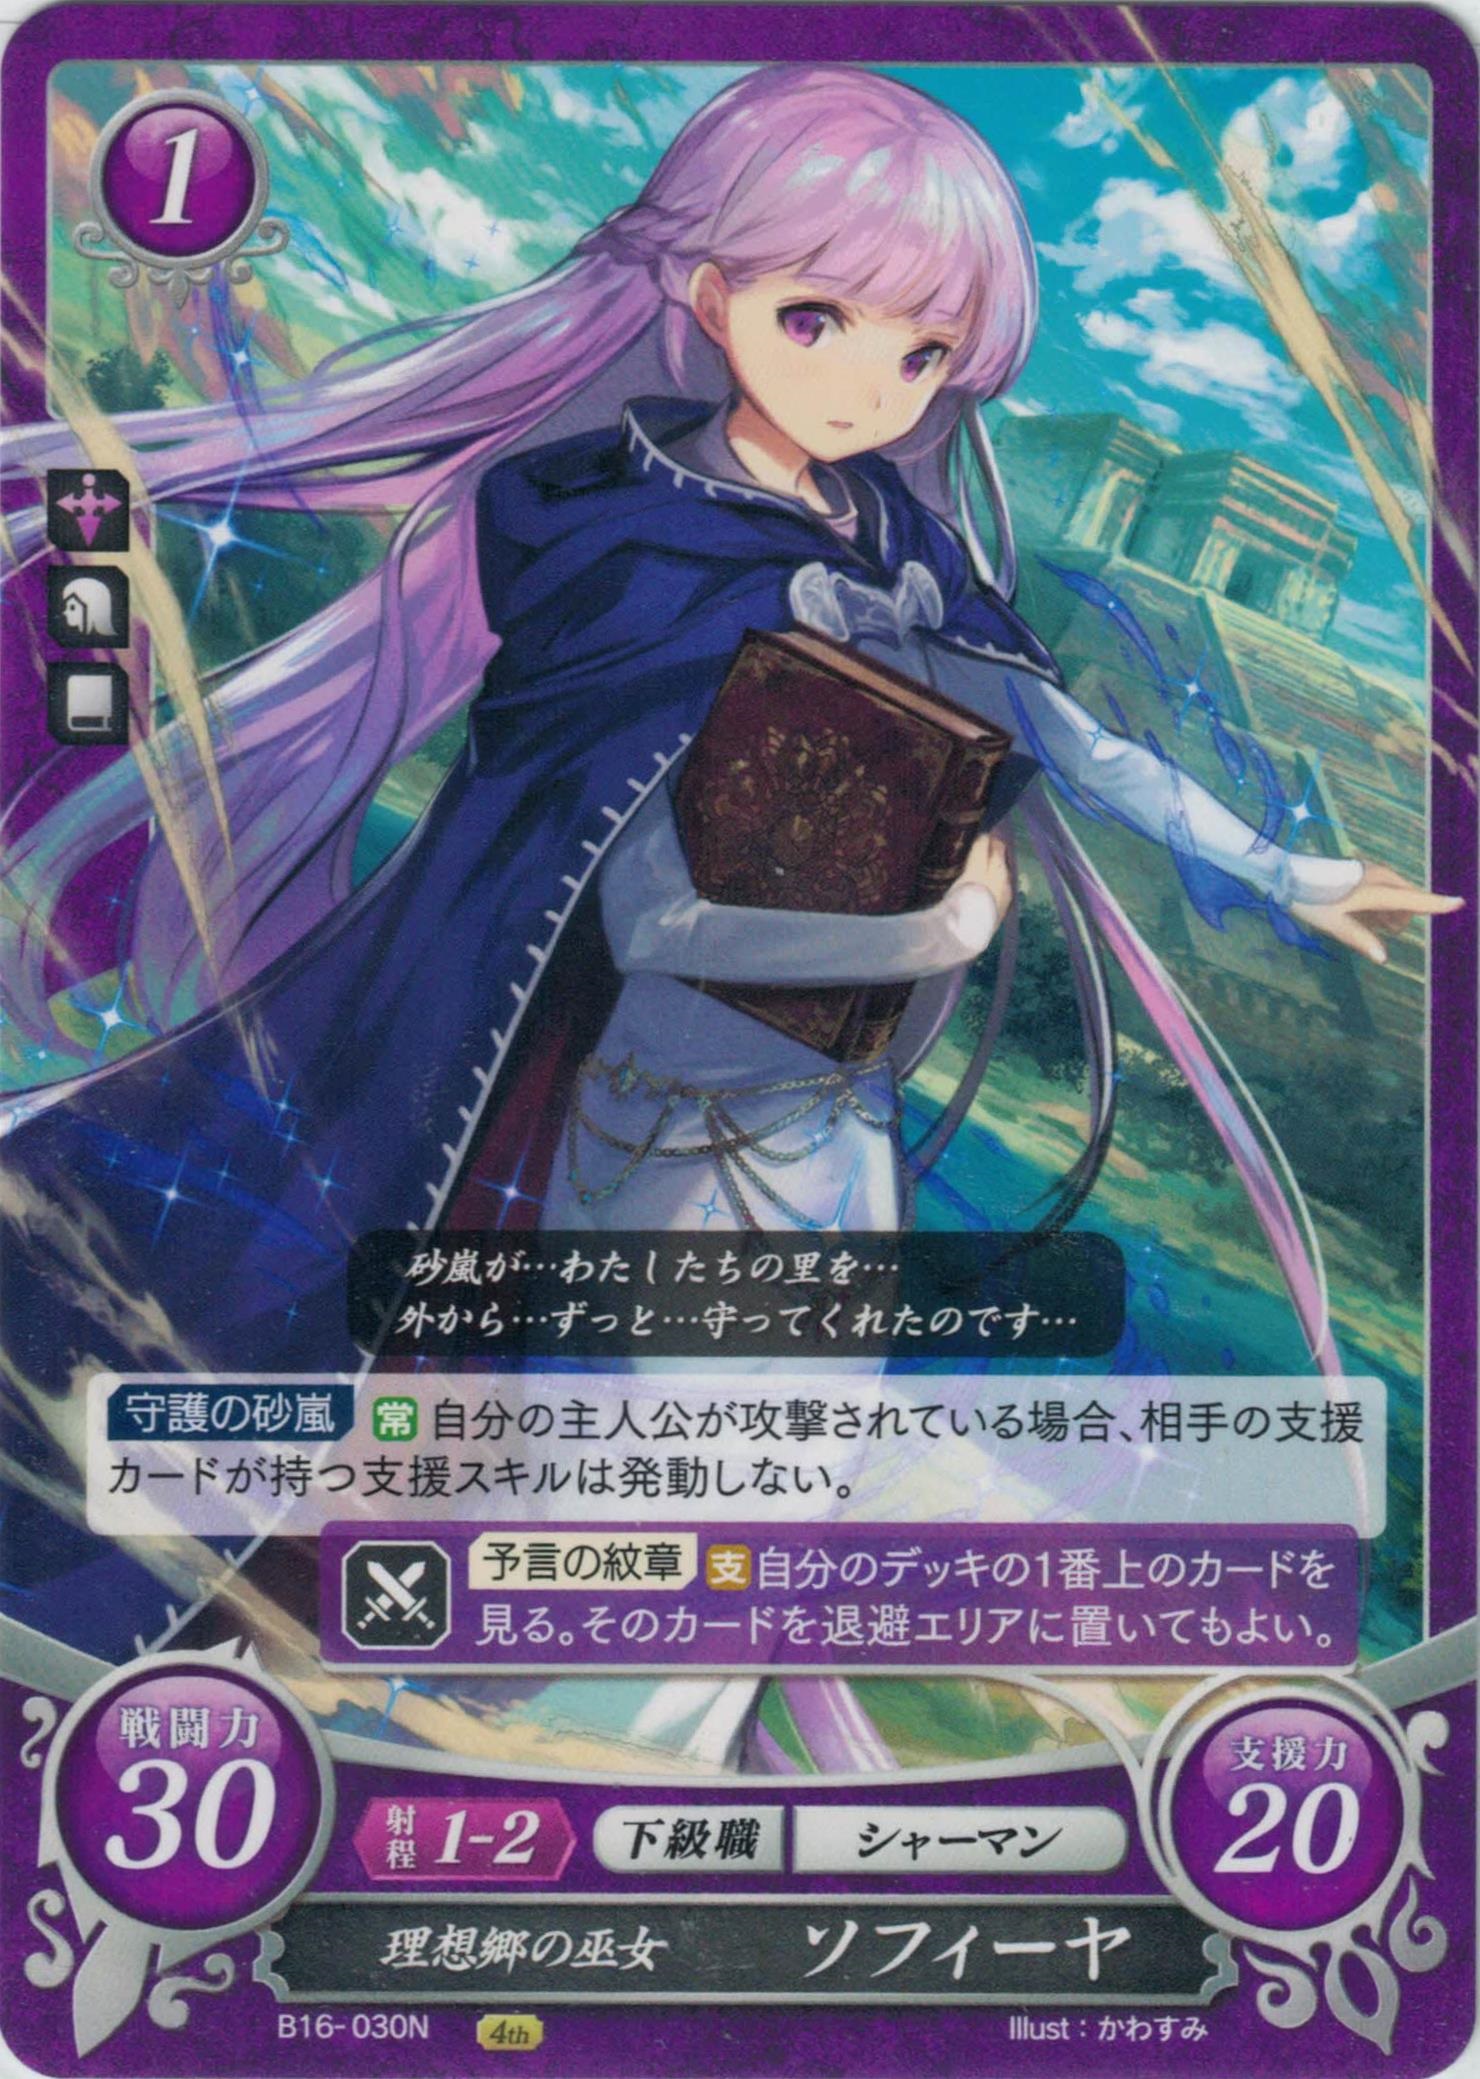 1
砂嵐が…わたしたちの里を…
外から…ずっと…守ってくれたのです…
守護の砂嵐 常 自分の主人公が攻撃されている場合、相手の支援
カードが持つ支援スキルは発動しない。
予言の紋章 支 自分のデッキの1番上のカードを
見る。そのカードを退避エリアに置いてもよい。
戦闘力
30
射程 1-2 下級職 シャーマン
支援力
20
理想郷の巫女 ソフィーヤ
B16-030N 4th Illust：かわすみ